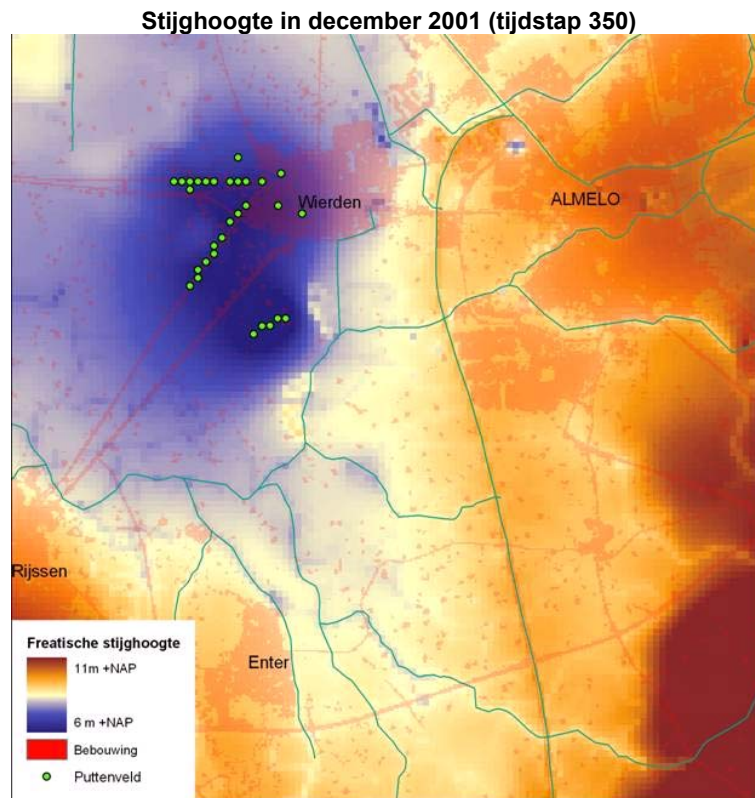 Stijghoogte in december 2001 (tijdstap 350)
Wierden
ALMELO
Rijssen
Enter
Freatische stijghoogte
11m +NAP
6 m +NAP
Bebouwing
Puttenveld